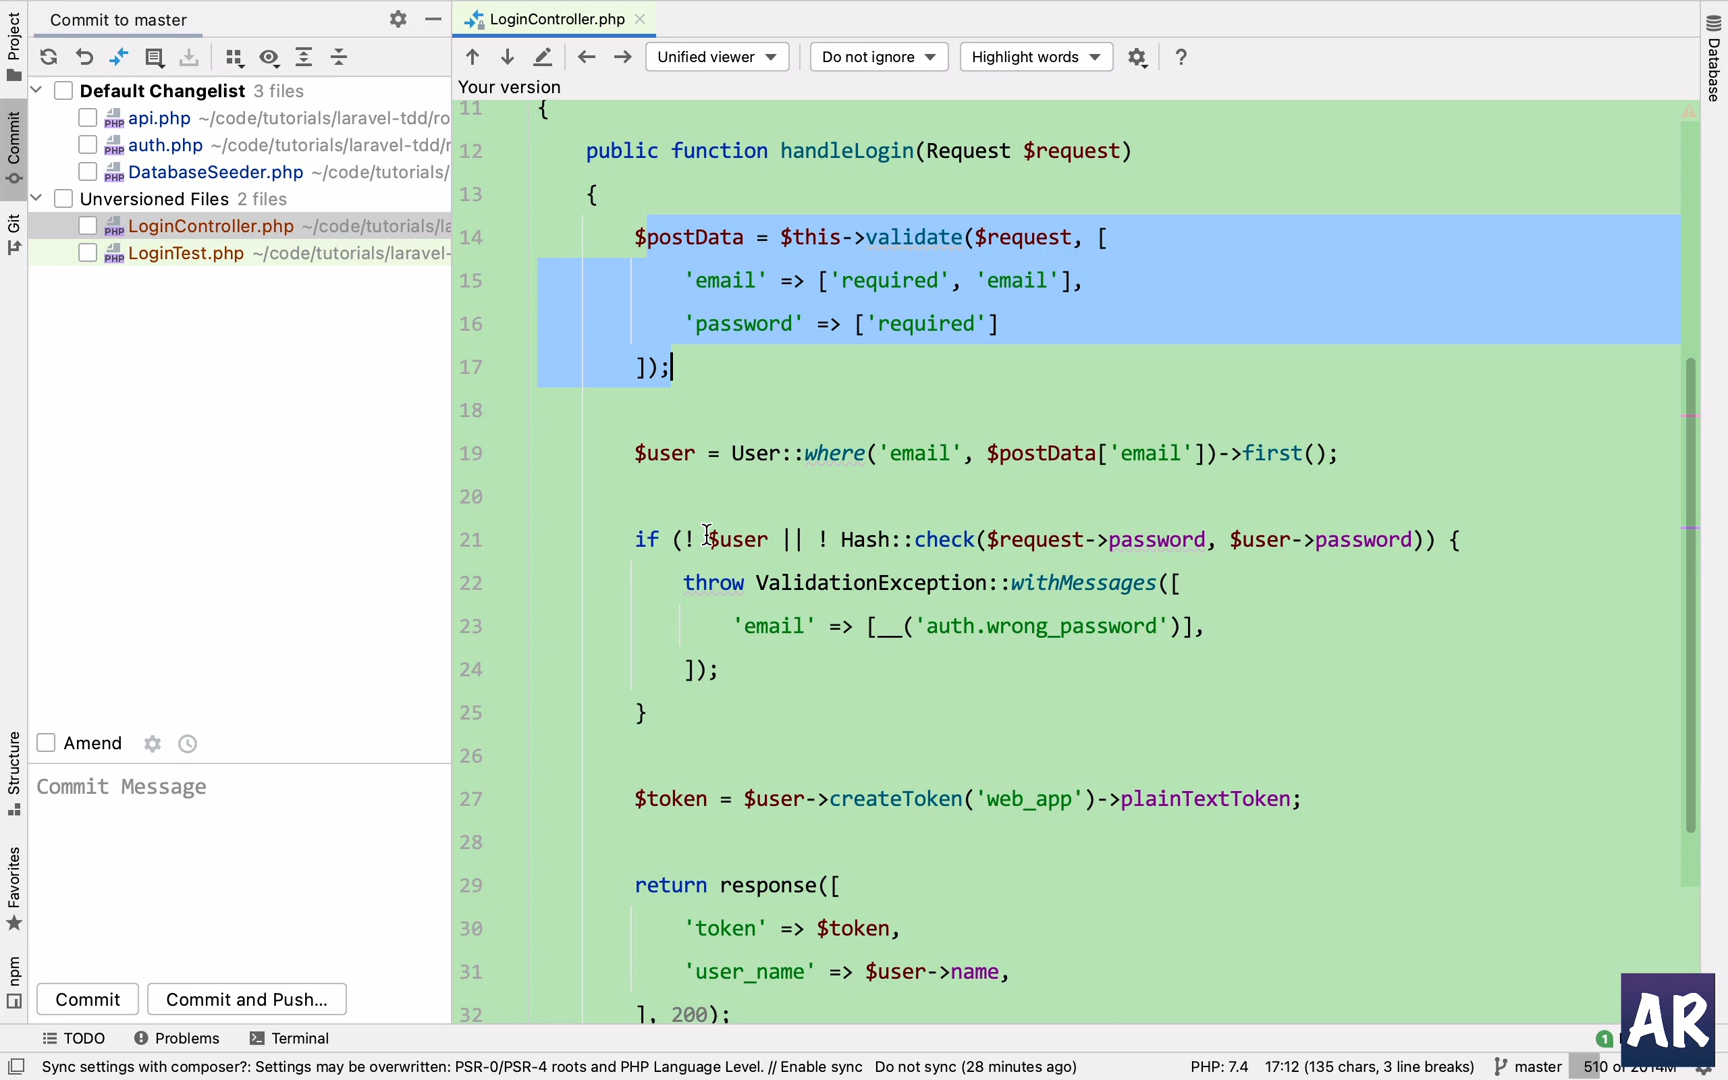 Project
Commit
Git
Structure
Favorites
npm
Commit to master
Default Changelist 3 files
api.php ~/code/tutorials/laravel-tdd/ro
auth.php ~/code/tutorials/laravel-tdd/r
DatabaseSeeder.php ~/code/tutorials/
Unversioned Files 2 files
LoginController.php ~/code/tutorials/la
LoginTest.php ~/code/tutorials/laravel-
Amend
Commit Message
Commit
Commit and Push...
LoginController.php
Unified viewer
Do not ignore
Highlight words
?
Your version
11 {
12 public function handleLogin(Request $request)
13 {
14 $postData = $this->validate($request, [
15 'email' => ['required', 'email'],
16 'password' => ['required']
17 ]);
18
19 $user = User::where('email', $postData['email'])->first();
20
21 if (! $user || ! Hash::check($request->password, $user->password)) {
22 throw ValidationException::withMessages([
23 'email' => [__('auth.wrong_password')],
24 ]);
25 }
26
27 $token = $user->createToken('web_app')->plainTextToken;
28
29 return response([
30 'token' => $token,
31 'user_name' => $user->name,
32 ], 200);
Database
TODO
Problems
Terminal
1
AR
Sync settings with composer?: Settings may be overwritten: PSR-0/PSR-4 roots and PHP Language Level. // Enable sync Do not sync (28 minutes ago)
PHP: 7.4 17:12 (135 chars, 3 line breaks) master 510 of 2014M